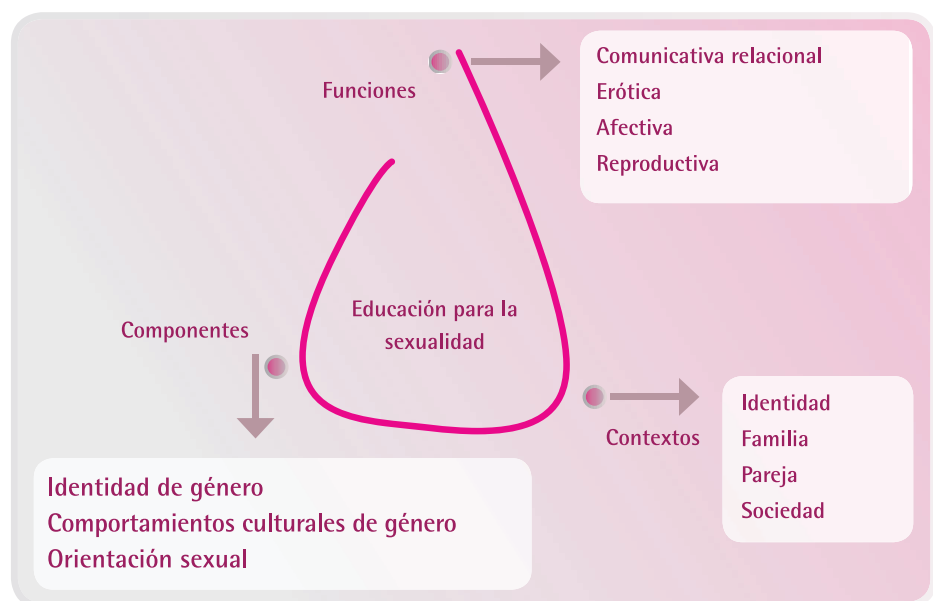 Funciones
Comunicativa relacional
Erótica
Afectiva
Reproductiva
Educación para la
sexualidad
Componentes
Identidad de género
Comportamientos culturales de género
Orientación sexual
Contextos
Identidad
Familia
Pareja
Sociedad